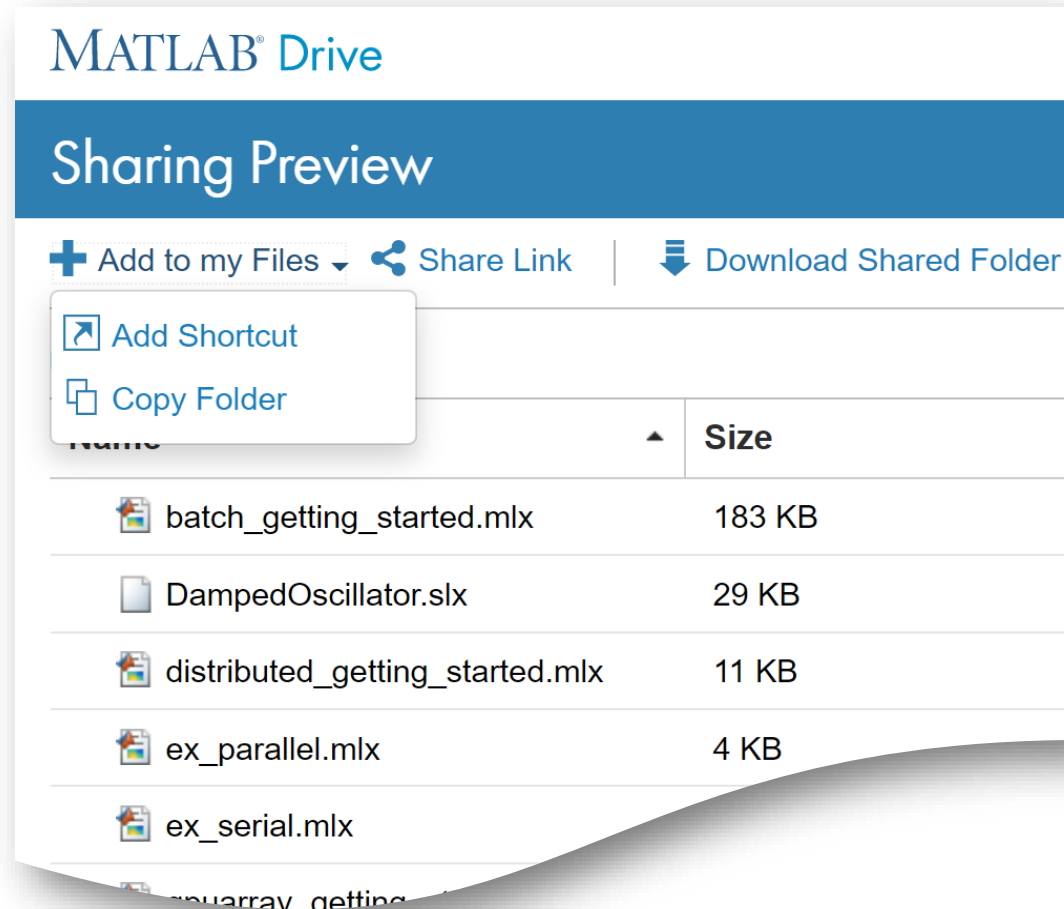 MATLAB® Drive
Sharing Preview
Add to my Files Share Link Download Shared Folder
Add Shortcut
Copy Folder
Name Size
batch_getting_started.mlx 183 KB
DampedOscillator.slx 29 KB
distributed_getting_started.mlx 11 KB
ex_parallel.mlx 4 KB
ex_serial.mlx